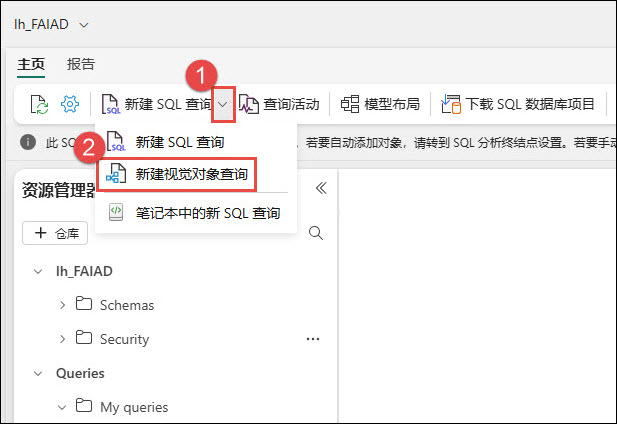 lh_FAIAD
主页 报告
1
新建 SQL 查询 查询活动 模型布局 下载 SQL 数据库项目
此 SQ 若要自动添加对象，请转到 SQL 分析终结点设置。若要手动
新建 SQL 查询
2
新建视觉对象查询
资源管理器
笔记本中的新 SQL 查询
+ 仓库
lh_FAIAD
Schemas
Security ...
Queries
My queries